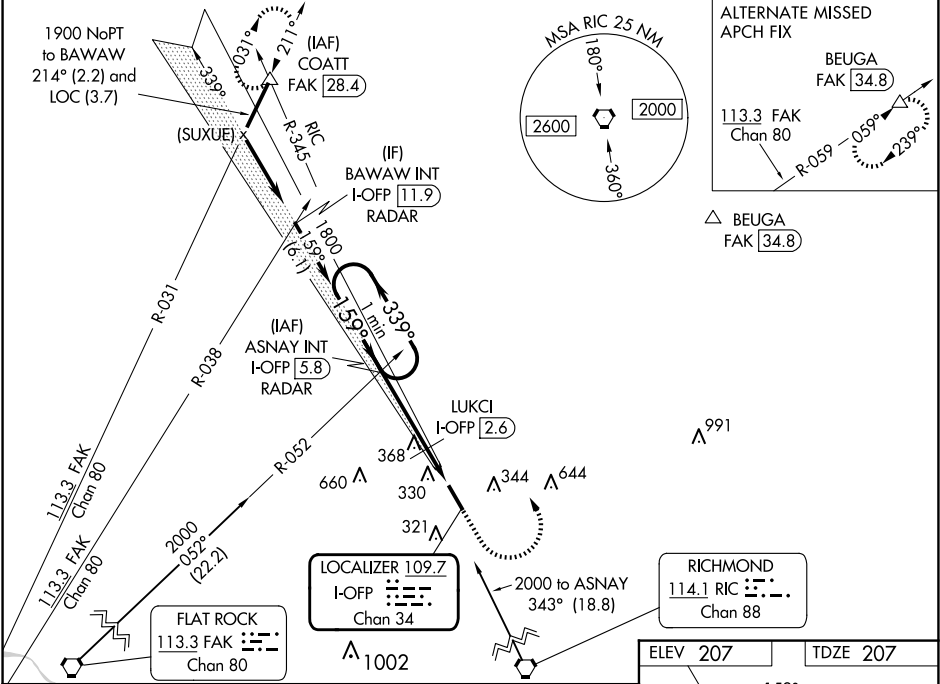 1900 NoPT
to BAWAW
214° (2.2) and
LOC (3.7)
339°
031°
211°
(IAF)
COATT
FAK 28.4
(SUXUE)
RIC
R-345
(IF)
BAWAW INT
I-OFP 11.9
RADAR
1800
159°
(6.1)
MSA RIC 25 NM
180°
2600
2000
360°
ALTERNATE MISSED
APCH FIX
BEUGA
FAK 34.8
113.3 FAK
Chan 80
R-059
059°
239°
BEUGA
FAK 34.8
R-031
R-038
159°
1 min
339°
(IAF)
ASNAY INT
I-OFP 5.8
RADAR
LUKCI
I-OFP 2.6
R-052
991
368
660
330
344
644
321
113.3 FAK
Chan 80
113.3 FAK
Chan 80
2000
052°
(22.2)
LOCALIZER 109.7
I-OFP
Chan 34
2000 to ASNAY
343° (18.8)
RICHMOND
114.1 RIC
Chan 88
FLAT ROCK
113.3 FAK
Chan 80
1002
ELEV 207
TDZE 207